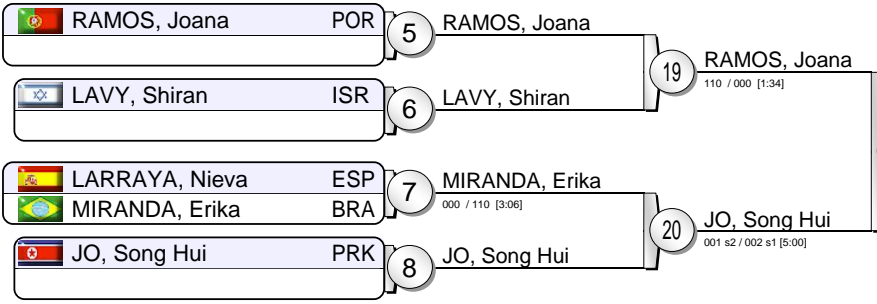 RAMOS, Joana POR
5
RAMOS, Joana
LAVY, Shiran ISR
6
LAVY, Shiran
19
RAMOS, Joana
110 / 000 [1:34]
LARRAYA, Nieva ESP
MIRANDA, Erika BRA
7
MIRANDA, Erika
000 / 110 [3:06]
JO, Song Hui PRK
8
JO, Song Hui
20
JO, Song Hui
001 s2 / 002 s1 [5:00]